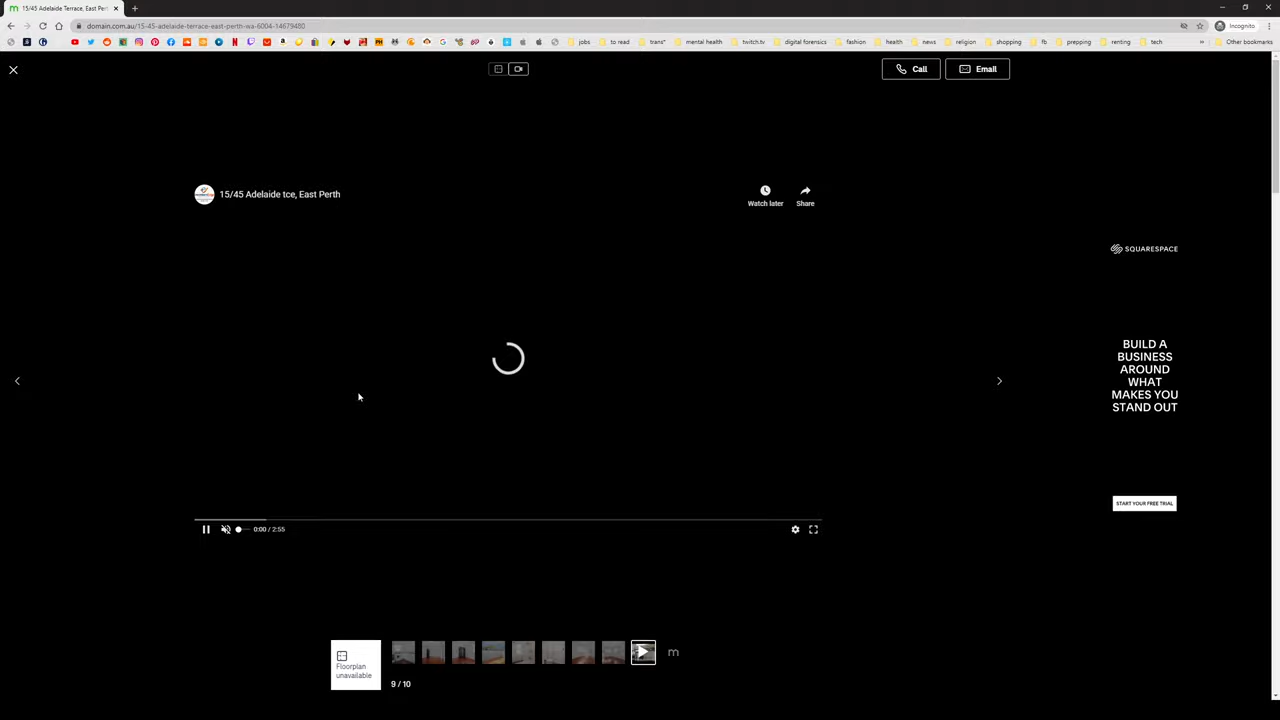 15/45 Adelaide Terrace, East Pert
domain.com.au/15-45-adelaide-terrace-east-perth-wa-6004-14679480
Incognito
jobs
to read
trans*
mental health
twitch.tv
digital forensics
fashion
health
news
religion
shopping
fb
prepping
renting
tech
»
Other bookmarks
Call
Email
15/45 Adelaide tce, East Perth
Watch later
Share
SQUARESPACE
BUILD A
BUSINESS
AROUND
WHAT
MAKES YOU
STAND OUT
START YOUR FREE TRIAL
0:00 / 2:55
Floorplan
unavailable
m
9 / 10